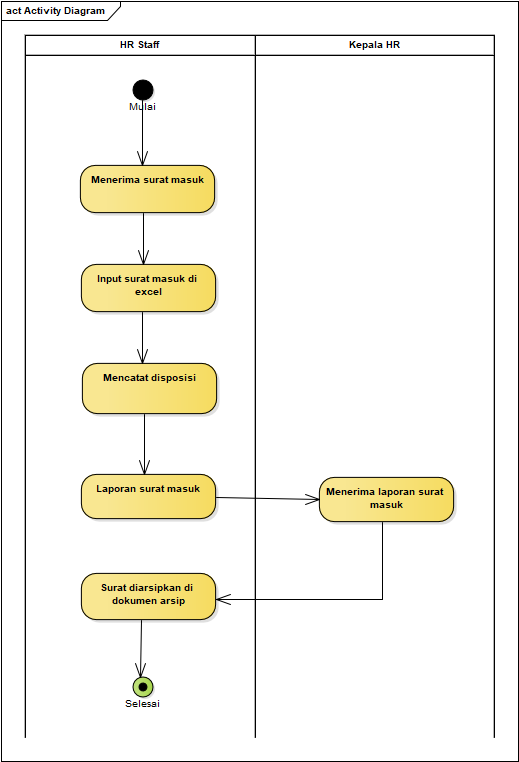 act Activity Diagram
HR Staff
Kepala HR
Mulai
Menerima surat masuk
Input surat masuk di
excel
Mencatat disposisi
Laporan surat masuk
Menerima laporan surat
masuk
Surat diarsipkan di
dokumen arsip
Selesai